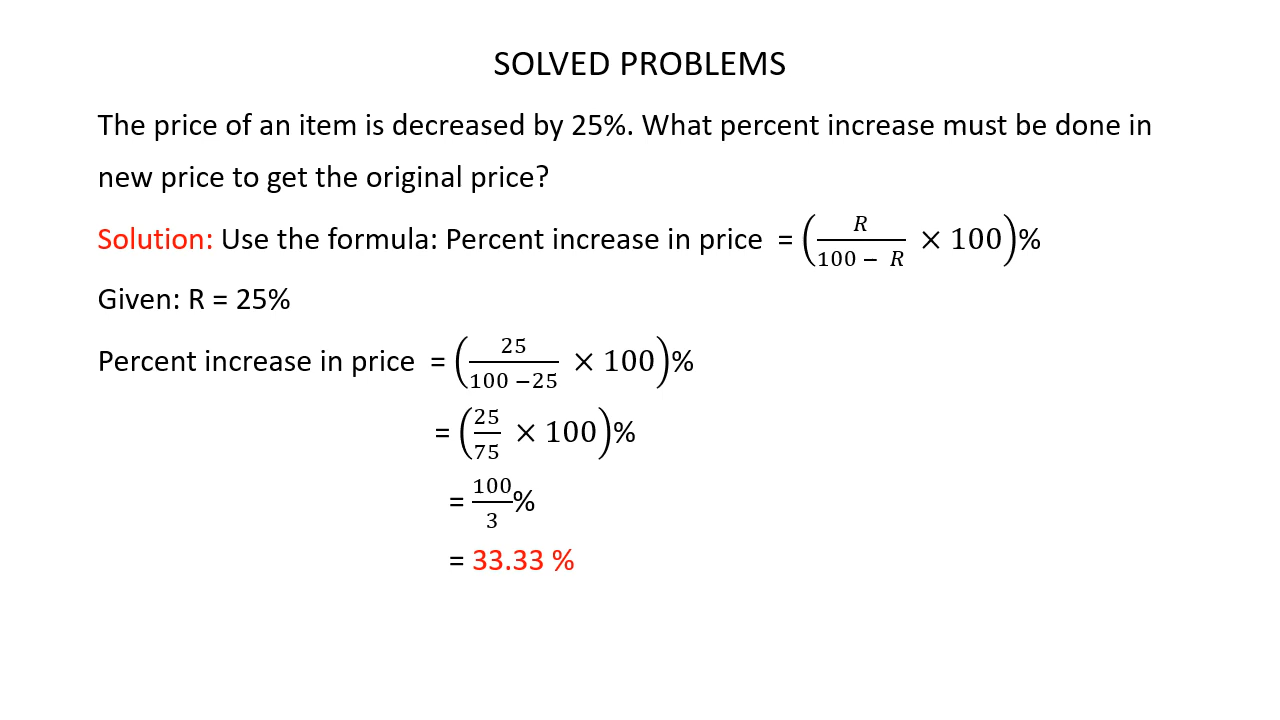 SOLVED PROBLEMS
The price of an item is decreased by 25%. What percent increase must be done in
new price to get the original price?
Solution: Use the formula: Percent increase in price = (R/(100 − R) × 100)%
Given: R = 25%
Percent increase in price = (25/(100 −25) × 100)%
= (25/75 × 100)%
= 100/3%
= 33.33 %